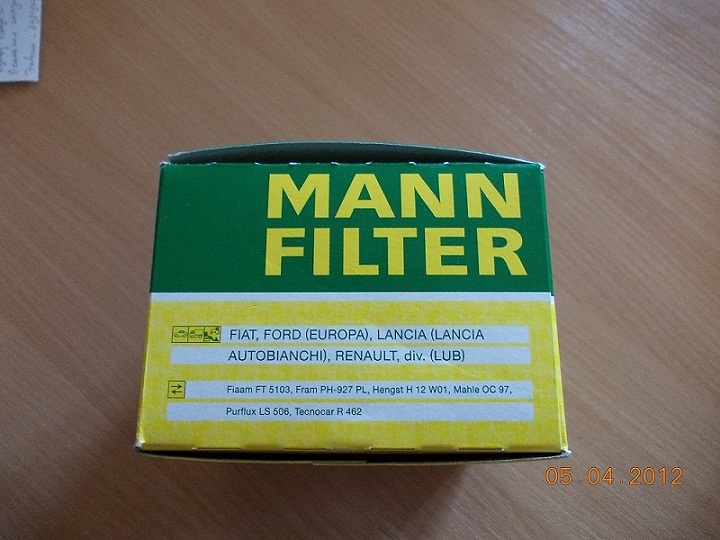 MANN
FILTER
FIAT, FORD (EUROPA), LANCIA (LANCIA
AUTOBIANCHI), RENAULT, div. (LUB)
Fiaam FT 5103, Fram PH-927 PL, Hengst H 12 W01, Mahle OC 97,
Purflux LS 506, Tecnocar R 462
05.04.2012